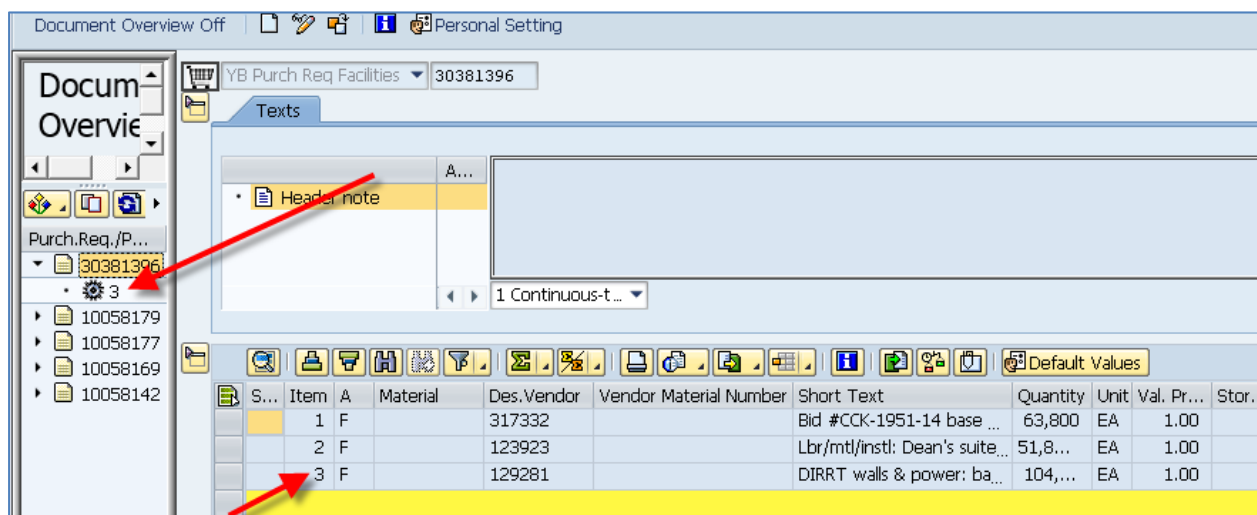 Document Overview Off Personal Setting
Docum
Overvie
YB Purch Req Facilities 30381396
Texts
A...
Header note
Purch.Req./P...
30381396
3
10058179
10058177
10058169
10058142
1 Continuous-t...
Default Values
S... Item A Material Des.Vendor Vendor Material Number Short Text Quantity Unit Val. Pr... Stor.
1 F 317332 Bid #CCK-1951-14 base ... 63,800 EA 1.00
2 F 123923 Lbr/mtl/instl: Dean's suite... 51,8... EA 1.00
3 F 129281 DIRRT walls & power: ba... 104,... EA 1.00